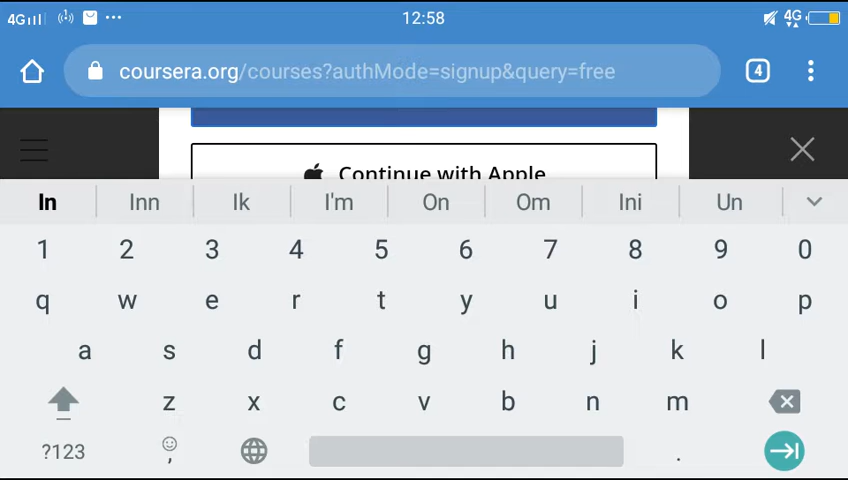 4G 12:58 4G
coursera.org/courses?authMode=signup&query=free 4
Continue with Apple
In Inn Ik I'm On Om Ini Un
1 2 3 4 5 6 7 8 9 0
q w e r t y u i o p
a s d f g h j k l
z x c v b n m
?123 , .